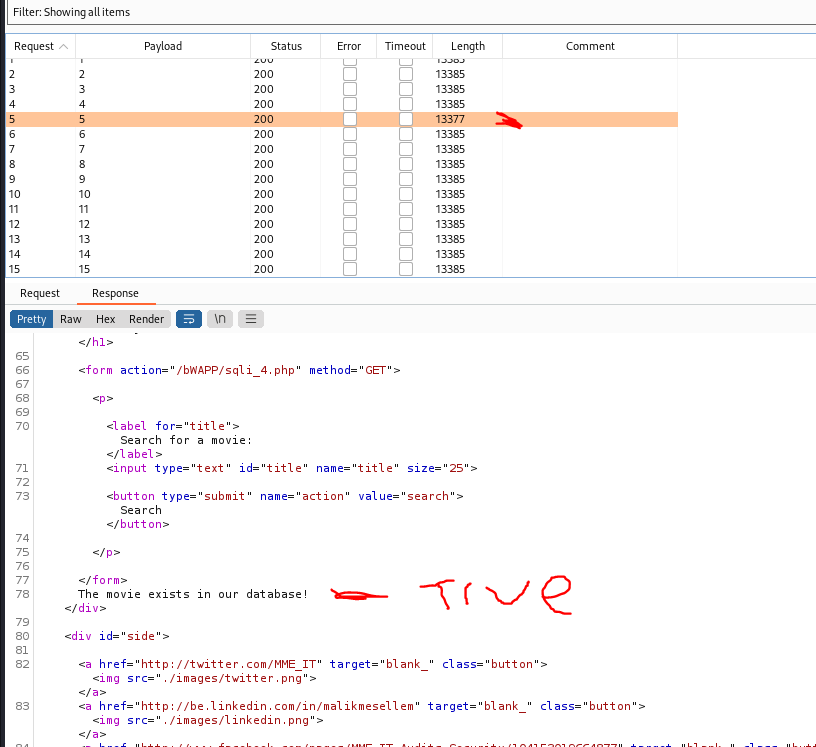 Filter: Showing all items
Request Payload Status Error Timeout Length Comment
1 1 200 13385
2 2 200 13385
3 3 200 13385
4 4 200 13385
5 5 200 13377
6 6 200 13385
7 7 200 13385
8 8 200 13385
9 9 200 13385
10 10 200 13385
11 11 200 13385
12 12 200 13385
13 13 200 13385
14 14 200 13385
15 15 200 13385
Request Response
Pretty Raw Hex Render \n
</h1>
65
66 <form action="/bWAPP/sqli_4.php" method="GET">
67
68 <p>
69
70 <label for="title">
Search for a movie:
</label>
71 <input type="text" id="title" name="title" size="25">
72
73 <button type="submit" name="action" value="search">
Search
</button>
74
75 </p>
76
77 </form>
78 The movie exists in our database! True
</div>
79
80 <div id="side">
81
82 <a href="http://twitter.com/MME_IT" target="blank_" class="button">
<img src="./images/twitter.png">
</a>
83 <a href="http://be.linkedin.com/in/malikmesellem" target="blank_" class="button">
<img src="./images/linkedin.png">
</a>